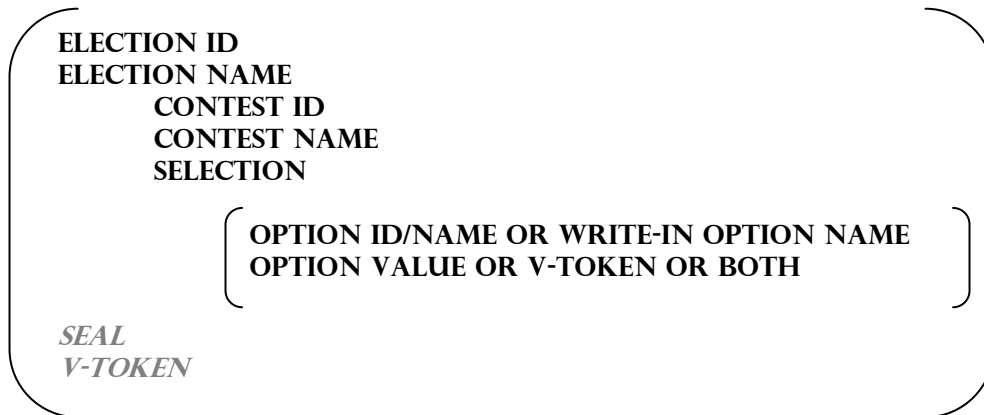 ELECTION ID
ELECTION NAME
CONTEST ID
CONTEST NAME
SELECTION
OPTION ID/NAME OR WRITE-IN OPTION NAME
OPTION VALUE OR V-TOKEN OR BOTH
SEAL
V-TOKEN